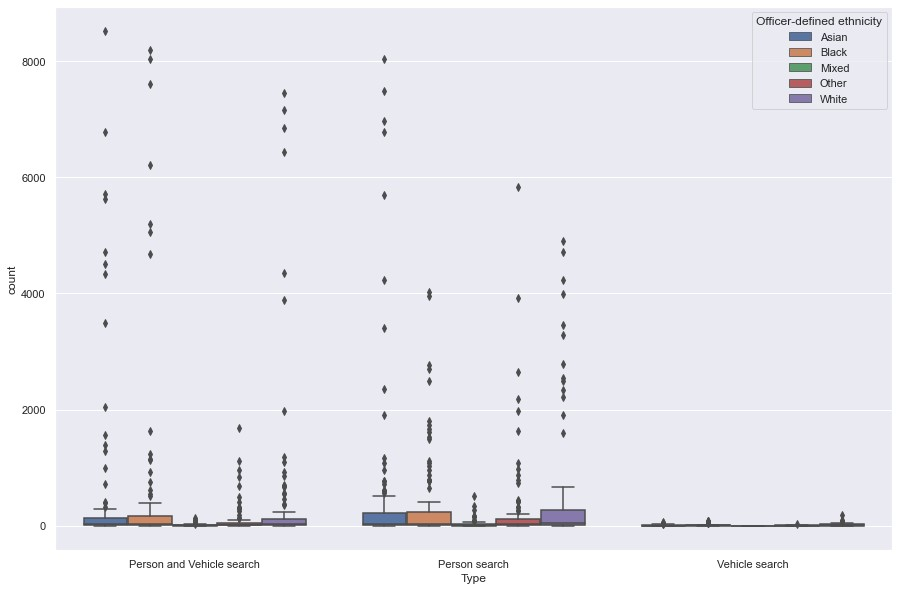 Officer-defined ethnicity
Asian
Black
Mixed
Other
White
8000
6000
4000
2000
0
count
Person and Vehicle search
Person search
Vehicle search
Type